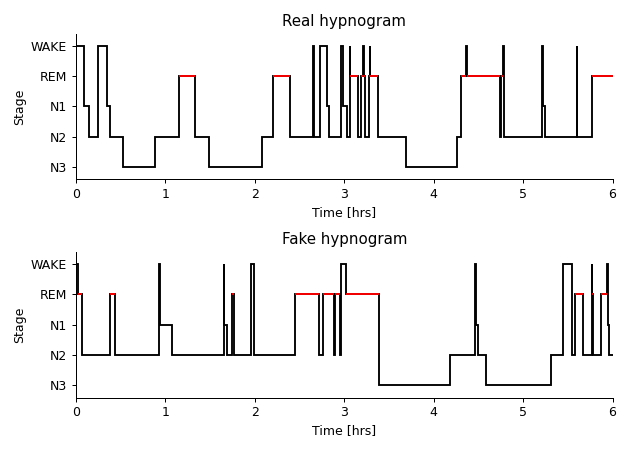 Real hypnogram
WAKE
REM
N1
N2
N3
Stage
0 1 2 3 4 5 6
Time [hrs]
Fake hypnogram
WAKE
REM
N1
N2
N3
Stage
0 1 2 3 4 5 6
Time [hrs]